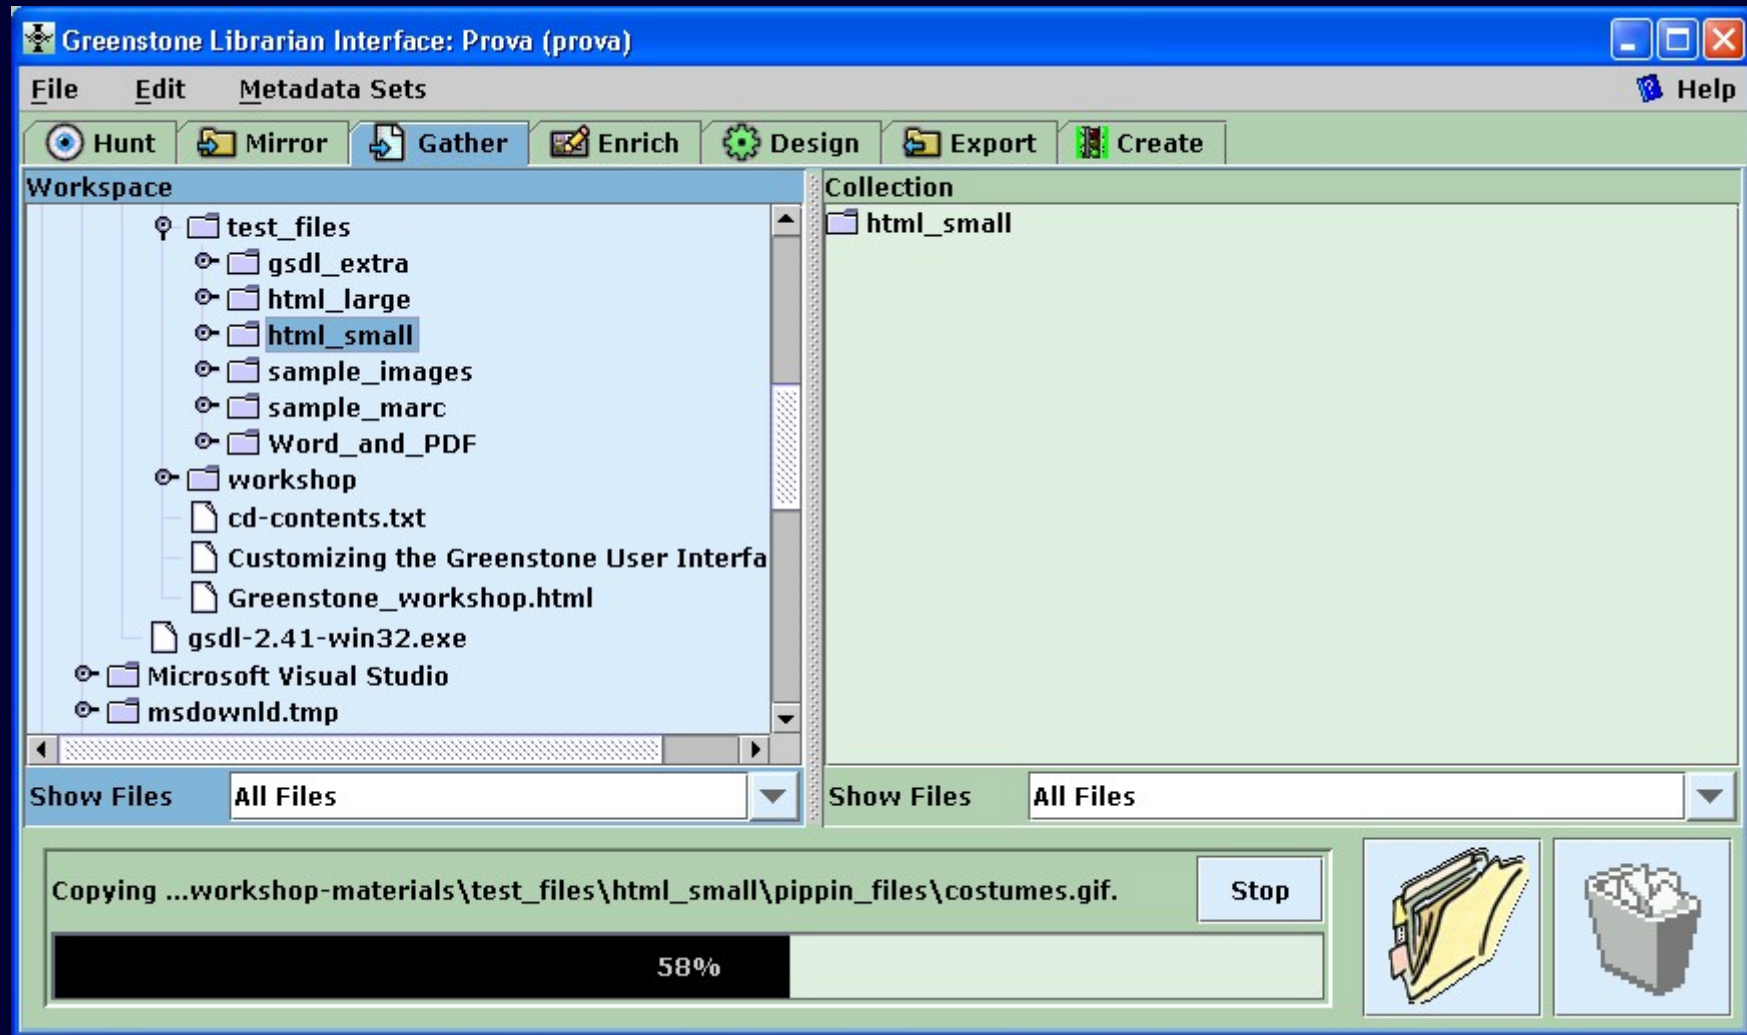 Greenstone Librarian Interface: Prova (prova)
File Edit Metadata Sets Help
Hunt Mirror Gather Enrich Design Export Create
Workspace
test_files
gsdl_extra
html_large
html_small
sample_images
sample_marc
Word_and_PDF
workshop
cd-contents.txt
Customizing the Greenstone User Interfa
Greenstone_workshop.html
gsdl-2.41-win32.exe
Microsoft Visual Studio
msdownld.tmp
Show Files All Files
Collection
html_small
Show Files All Files
Copying ...workshop-materials\test_files\html_small\pippin_files\costumes.gif.
Stop
58%